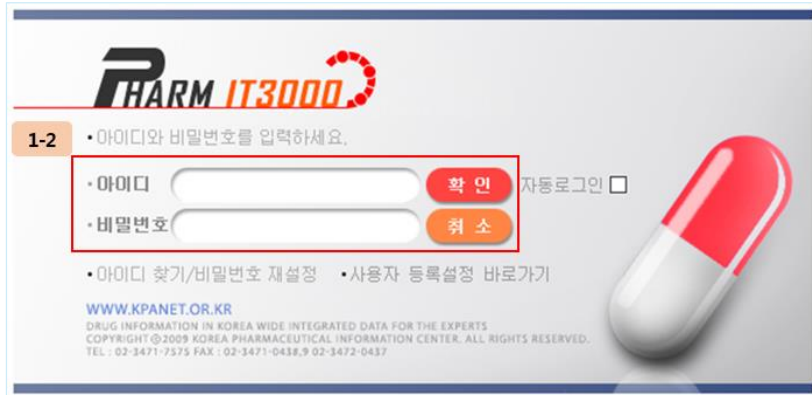 PHARM IT3000
1-2
•아이디와 비밀번호를 입력하세요.
•아이디 확 인 자동로그인
•비밀번호 취 소
•아이디 찾기/비밀번호 재설정 •사용자 등록설정 바로가기
WWW.KPANET.OR.KR
DRUG INFORMATION IN KOREA WIDE INTEGRATED DATA FOR THE EXPERTS
COPYRIGHT ⓒ2009 KOREA PHARMACEUTICAL INFORMATION CENTER. ALL RIGHTS RESERVED.
TEL : 02-3471-7575 FAX : 02-3471-0438,9 02-3472-0437